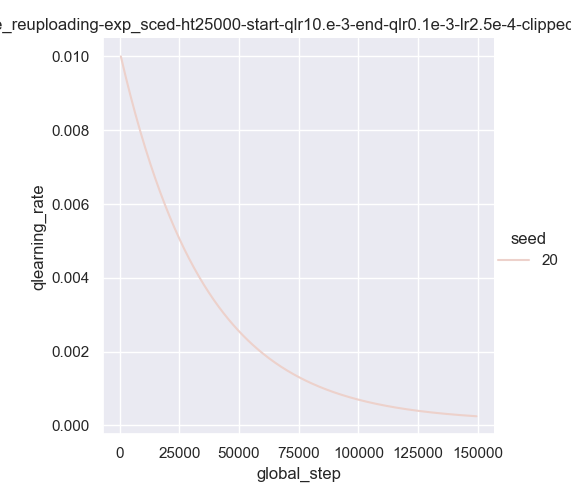 e_reuploading-exp_sced-ht25000-start-qlr10.e-3-end-qlr0.1e-3-lr2.5e-4-clipped
0.010
0.008
0.006
0.004
0.002
0.000
qlearning_rate
0 25000 50000 75000 100000 125000 150000
global_step
seed
20